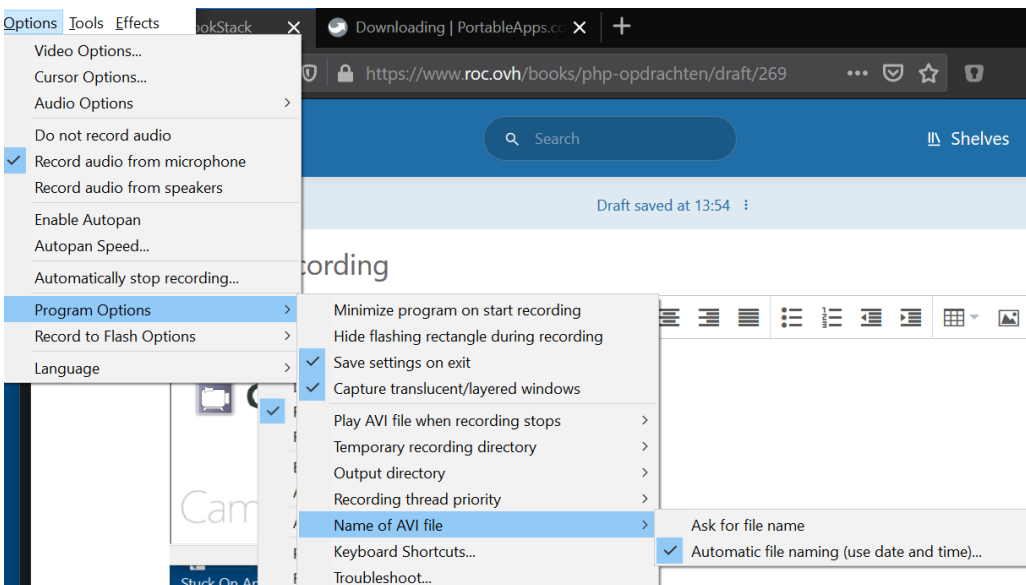 Options Tools Effects
ookStack
Downloading | PortableApps.co
Video Options...
Cursor Options...
Audio Options
https://www.roc.ovh/books/php-opdrachten/draft/269
Do not record audio
Record audio from microphone
Record audio from speakers
Search
Shelves
Enable Autopan
Autopan Speed...
Draft saved at 13:54
Automatically stop recording...
cording
Program Options
Record to Flash Options
Language
Minimize program on start recording
Hide flashing rectangle during recording
Save settings on exit
Capture translucent/layered windows
Play AVI file when recording stops
Temporary recording directory
Output directory
Recording thread priority
Name of AVI file
Keyboard Shortcuts...
Troubleshoot...
Ask for file name
Automatic file naming (use date and time)...
Cam
Stuck On An